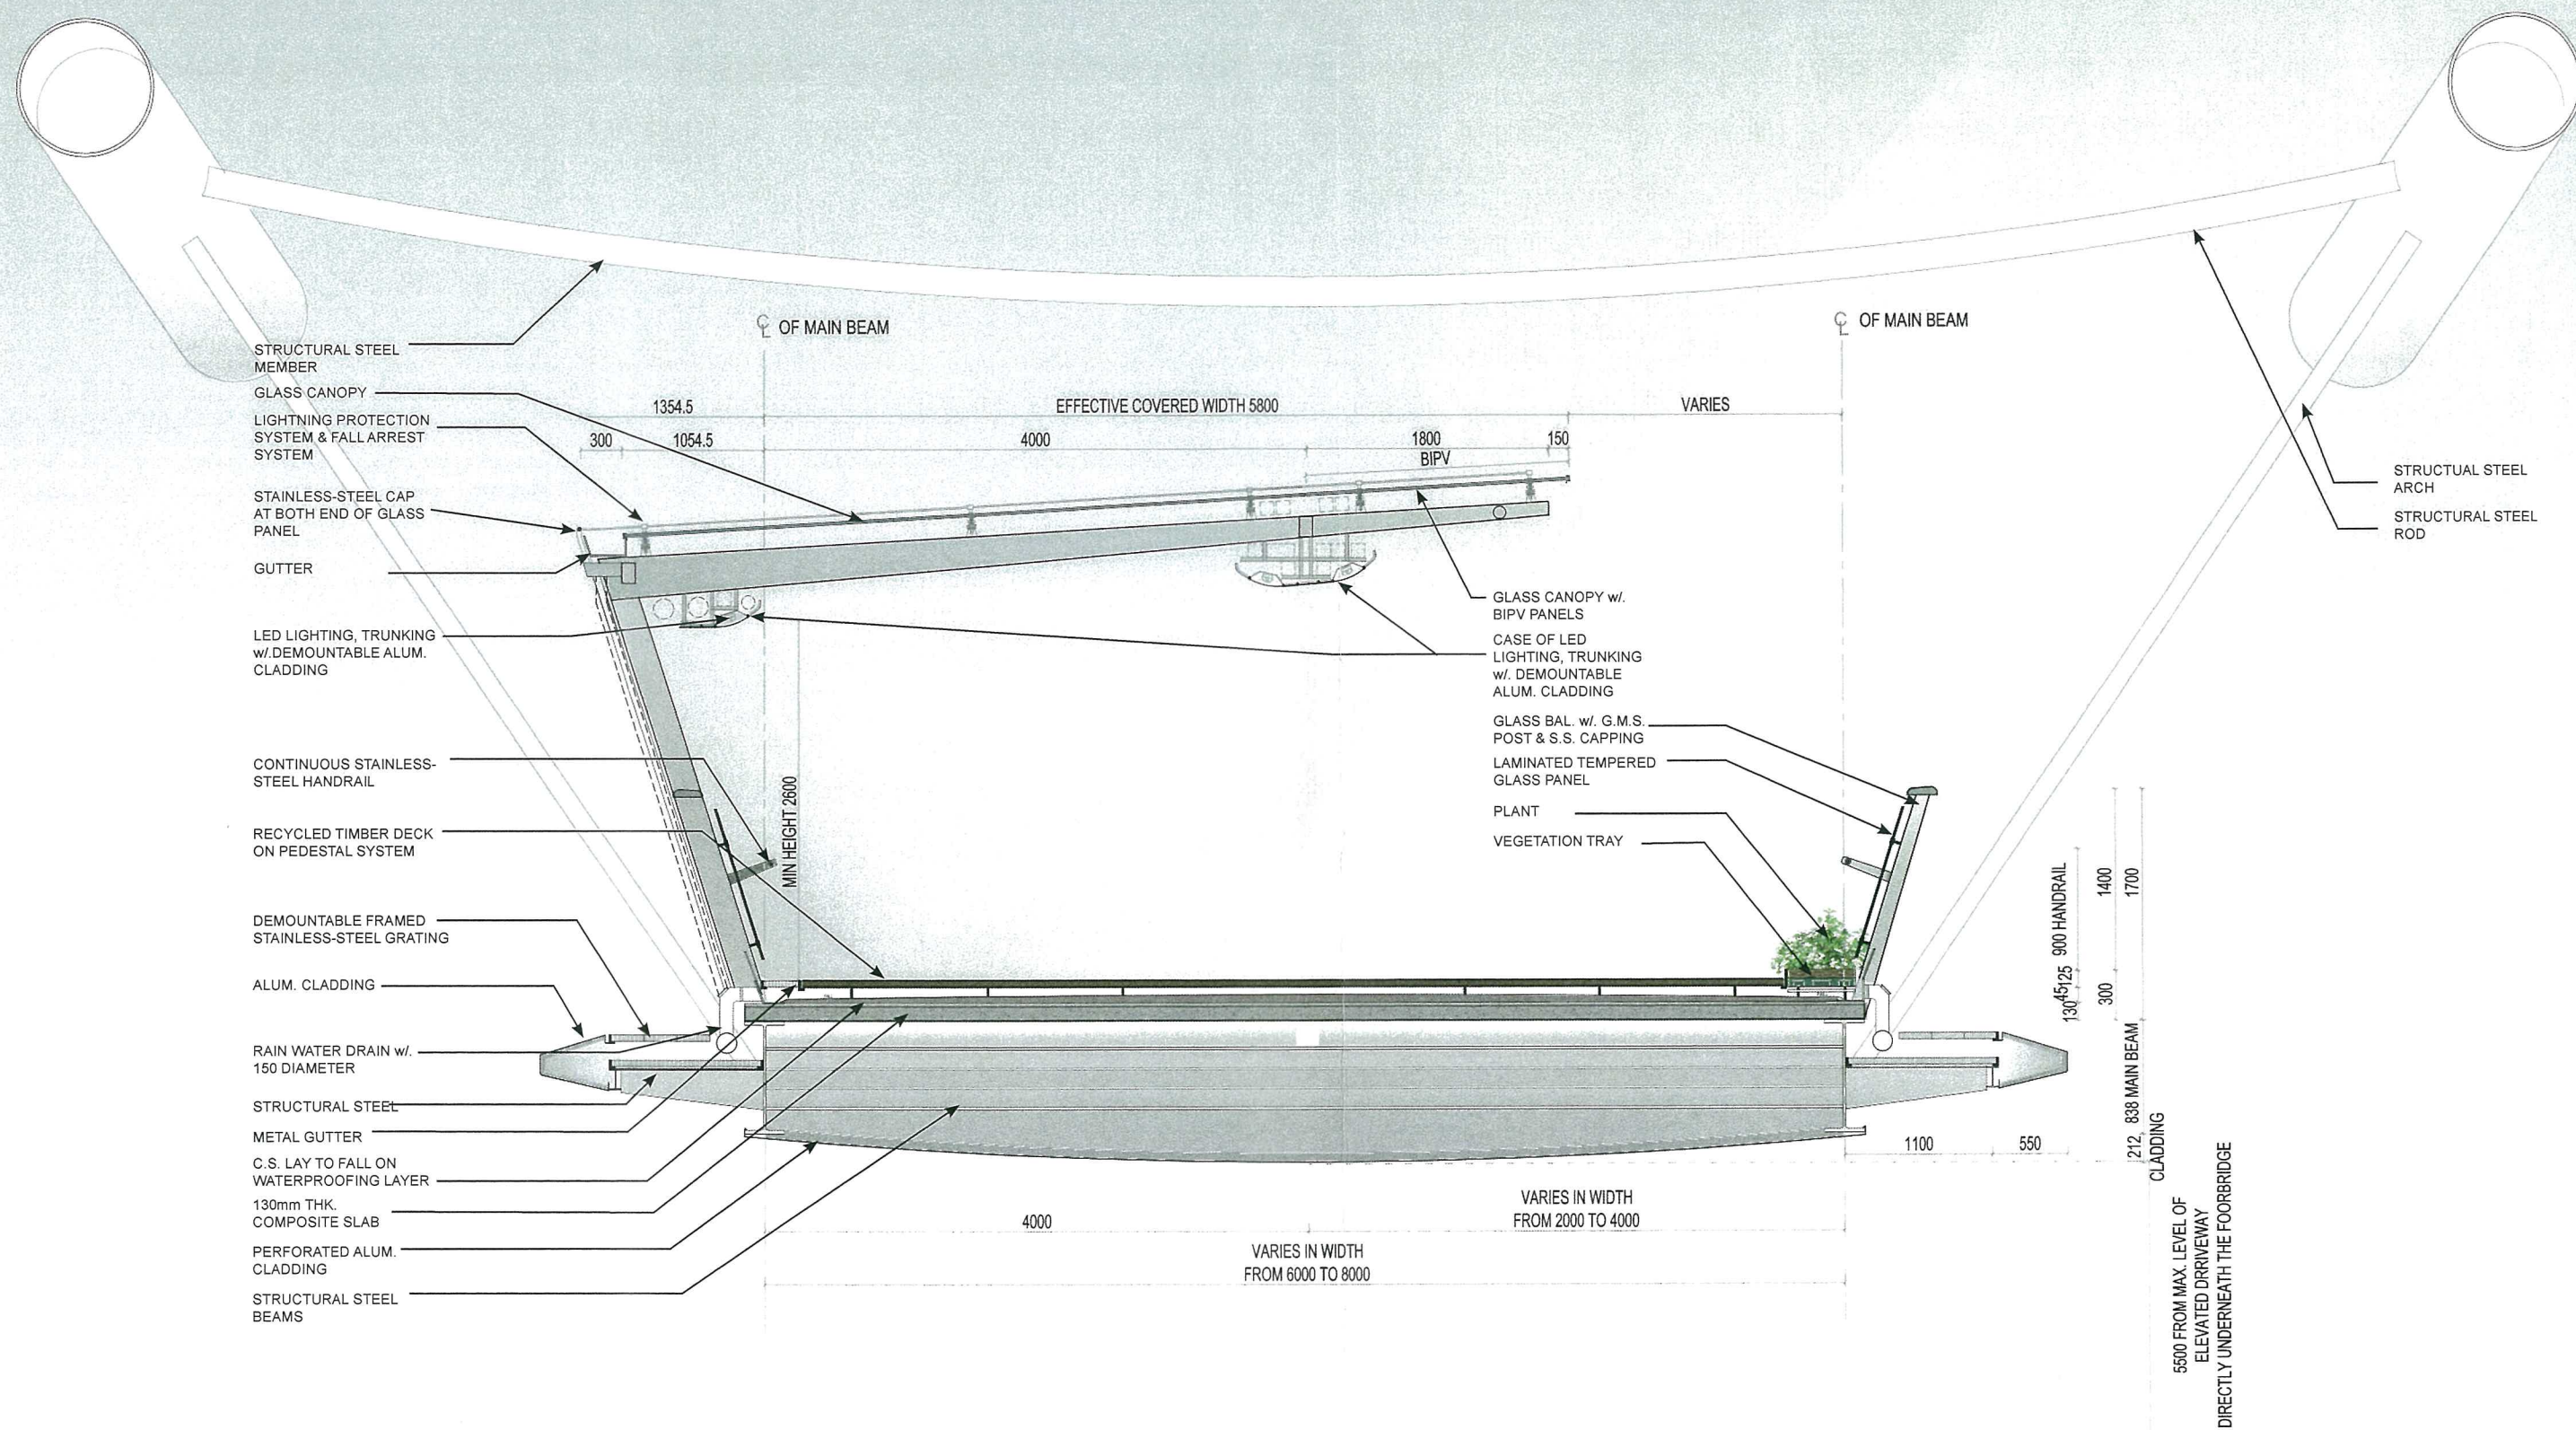 ℄ OF MAIN BEAM
℄ OF MAIN BEAM
STRUCTURAL STEEL
MEMBER
GLASS CANOPY
LIGHTNING PROTECTION
SYSTEM & FALL ARREST
SYSTEM
STAINLESS-STEEL CAP
AT BOTH END OF GLASS
PANEL
GUTTER
LED LIGHTING, TRUNKING
w/.DEMOUNTABLE ALUM.
CLADDING
CONTINUOUS STAINLESS-
STEEL HANDRAIL
RECYCLED TIMBER DECK
ON PEDESTAL SYSTEM
DEMOUNTABLE FRAMED
STAINLESS-STEEL GRATING
ALUM. CLADDING
RAIN WATER DRAIN w/.
150 DIAMETER
STRUCTURAL STEEL
METAL GUTTER
C.S. LAY TO FALL ON
WATERPROOFING LAYER
130mm THK.
COMPOSITE SLAB
PERFORATED ALUM.
CLADDING
STRUCTURAL STEEL
BEAMS
1354.5
EFFECTIVE COVERED WIDTH 5800
VARIES
300
1054.5
4000
1800
150
BIPV
MIN HEIGHT 2600
GLASS CANOPY w/.
BIPV PANELS
CASE OF LED
LIGHTING, TRUNKING
w/. DEMOUNTABLE
ALUM. CLADDING
GLASS BAL. w/. G.M.S.
POST & S.S. CAPPING
LAMINATED TEMPERED
GLASS PANEL
PLANT
VEGETATION TRAY
STRUCTUAL STEEL
ARCH
STRUCTURAL STEEL
ROD
900 HANDRAIL
125
45
130
1400
300
1700
838 MAIN BEAM
212
CLADDING
1100
550
4000
VARIES IN WIDTH
FROM 2000 TO 4000
VARIES IN WIDTH
FROM 6000 TO 8000
5500 FROM MAX. LEVEL OF
ELEVATED DRRIVEWAY
DIRECTLY UNDERNEATH THE FOORBRIDGE